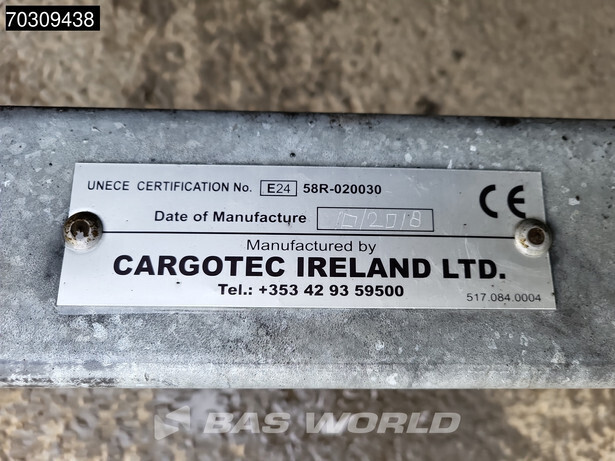 70309438
UNECE CERTIFICATION No. E24 58R-020030
CE
Date of Manufacture 10/2018
Manufactured by
CARGOTEC IRELAND LTD.
Tel.: +353 42 93 59500
517.084.0004
BAS WORLD